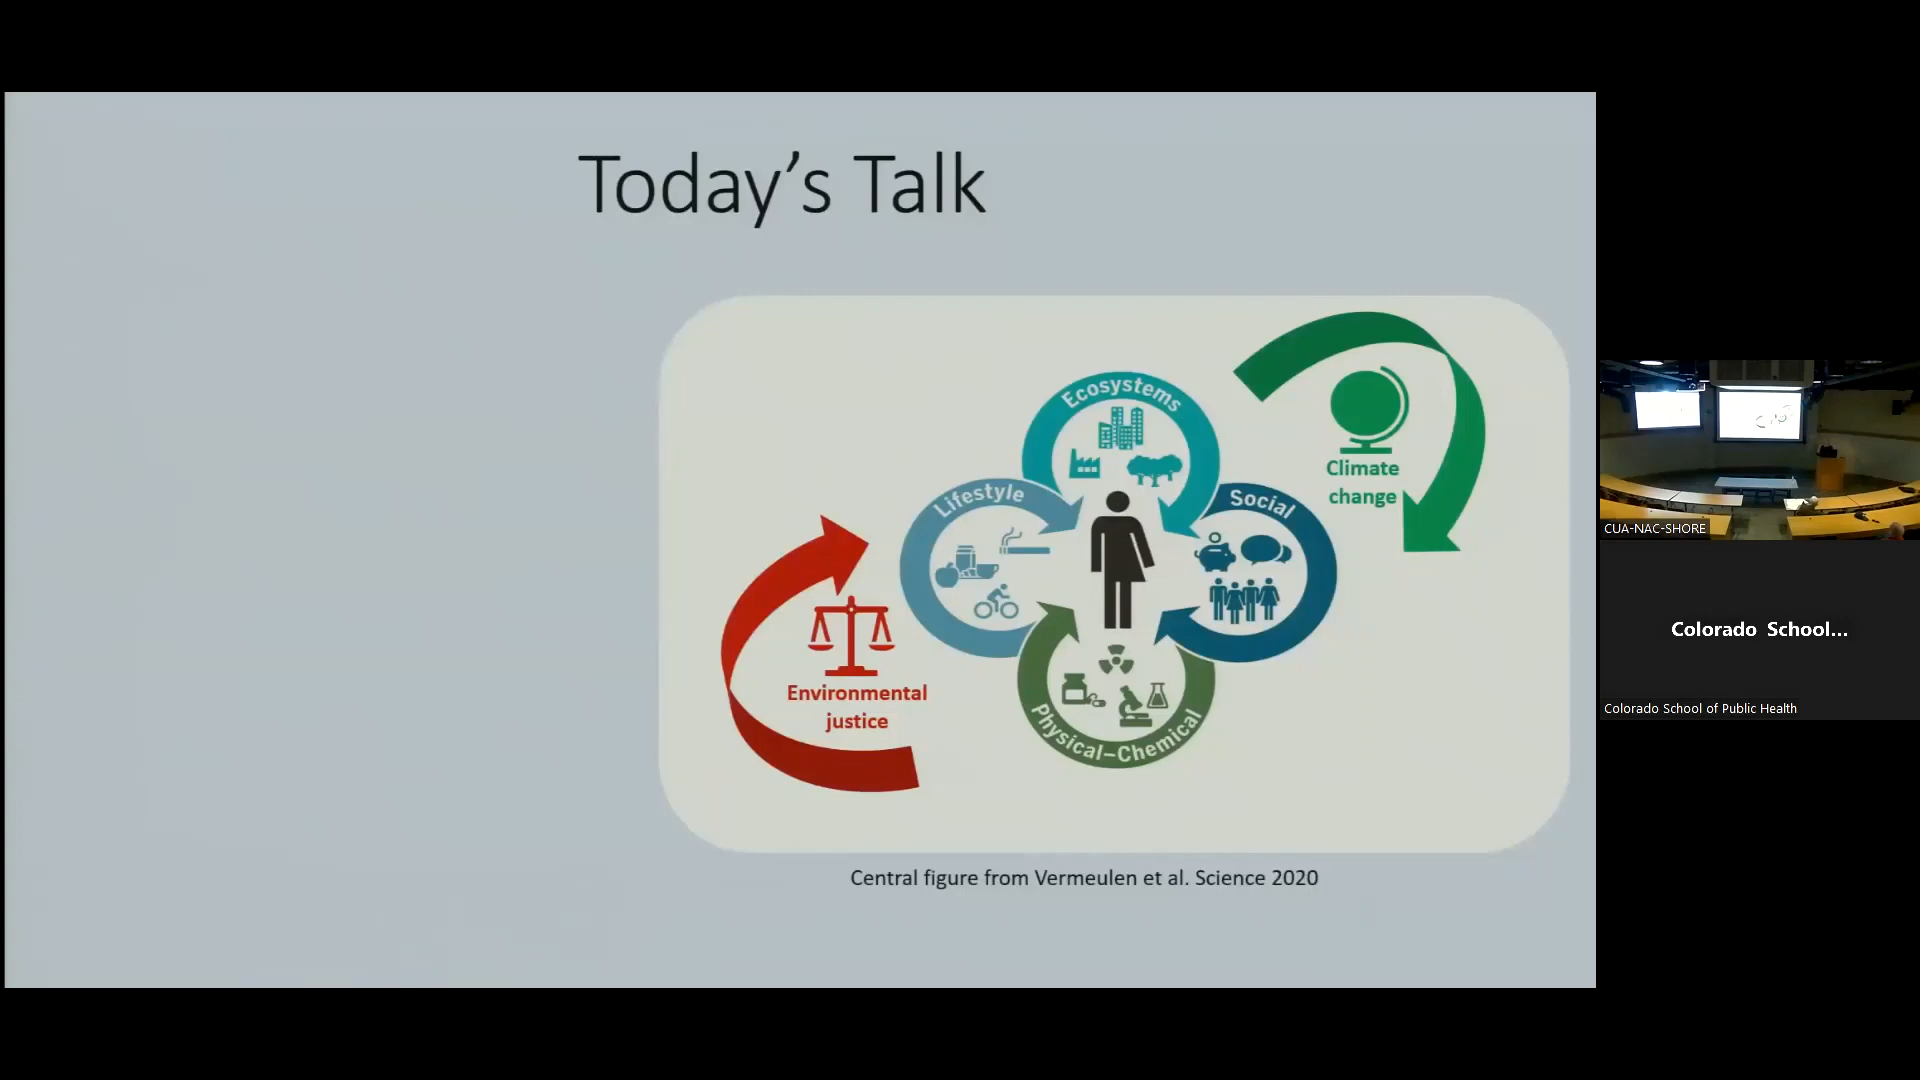 Today's Talk
Ecosystems
Lifestyle
Social
Climate
change
Environmental
justice
Physical–Chemical
Central figure from Vermeulen et al. Science 2020
CUA-NAC-SHORE
Colorado School...
Colorado School of Public Health